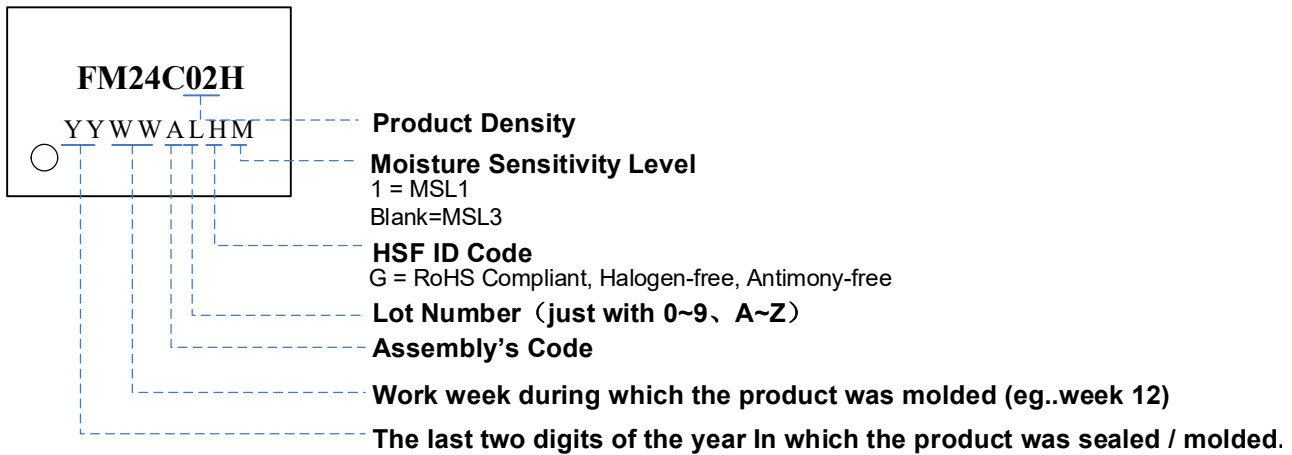 FM24C02H
YYWWALHM
Product Density
Moisture Sensitivity Level
1 = MSL1
Blank=MSL3
HSF ID Code
G = RoHS Compliant, Halogen-free, Antimony-free
Lot Number（just with 0~9、A~Z）
Assembly's Code
Work week during which the product was molded (eg..week 12)
The last two digits of the year In which the product was sealed / molded.